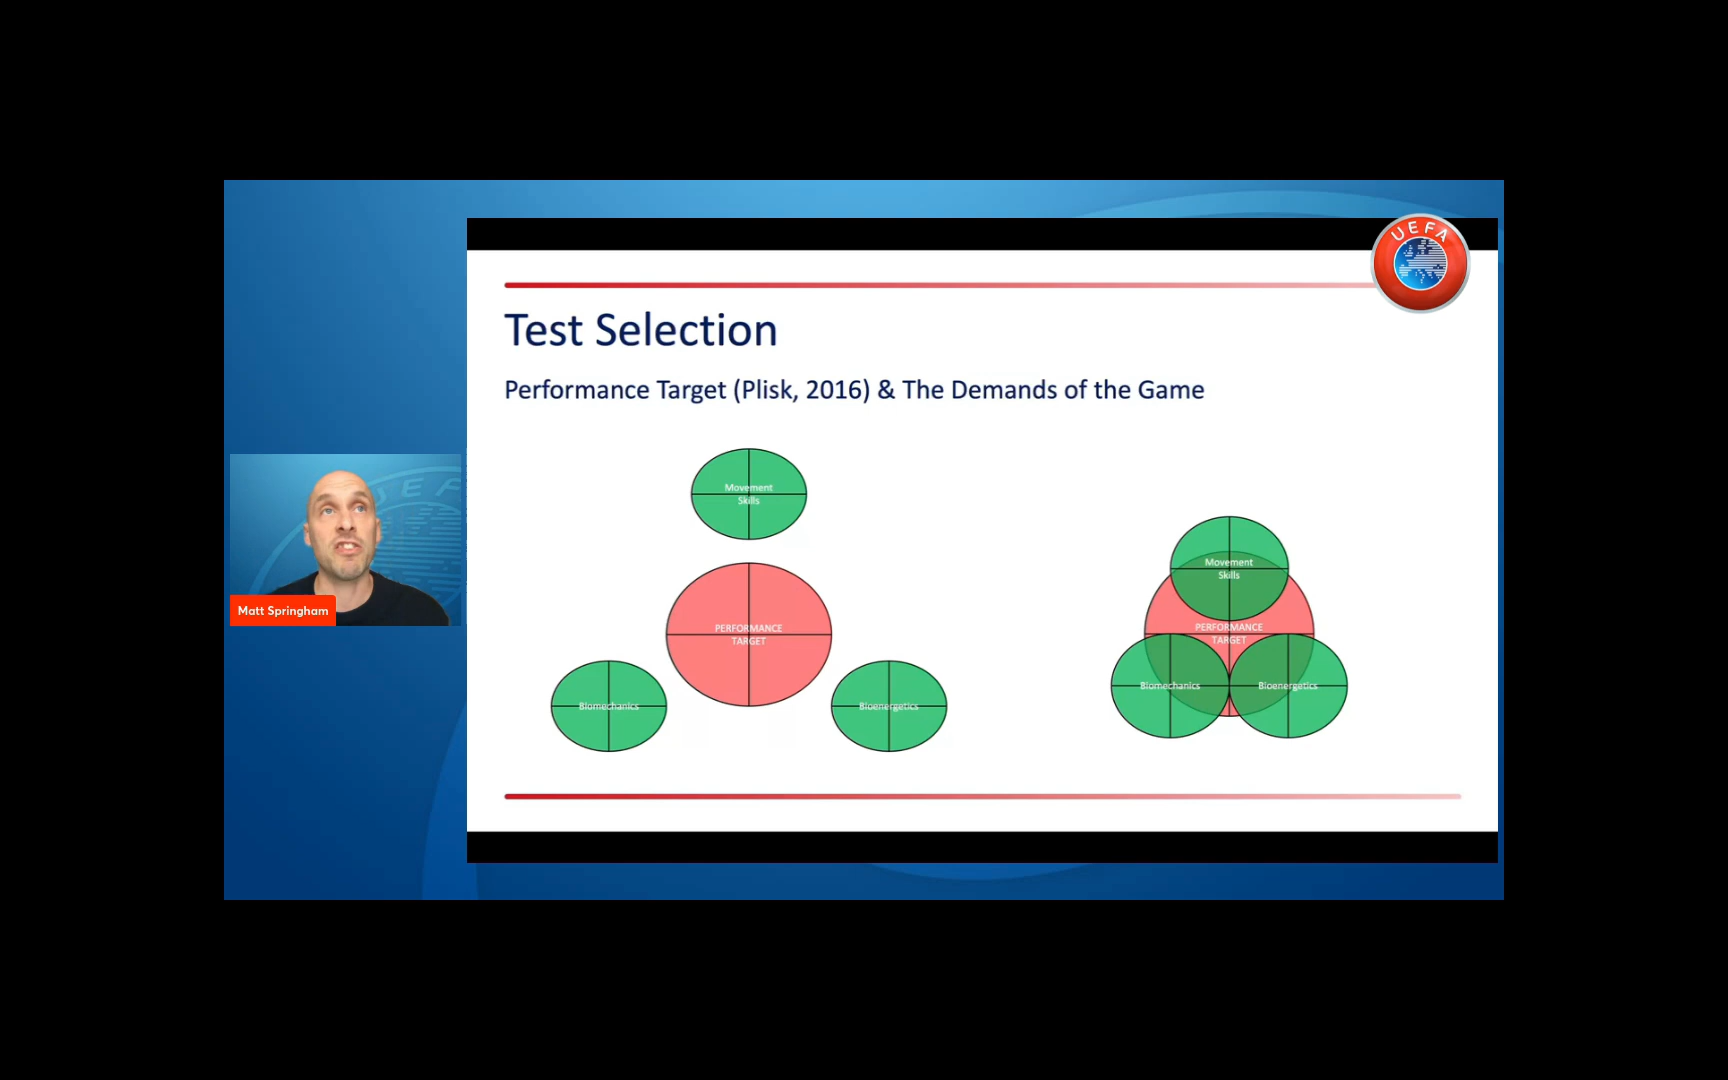 UEFA
Test Selection
Performance Target (Plisk, 2016) & The Demands of the Game
Movement
Skills
PERFORMANCE
TARGET
Biomechanics
Bioenergetics
Movement
Skills
PERFORMANCE
TARGET
Biomechanics
Bioenergetics
UEFA
Matt Springham